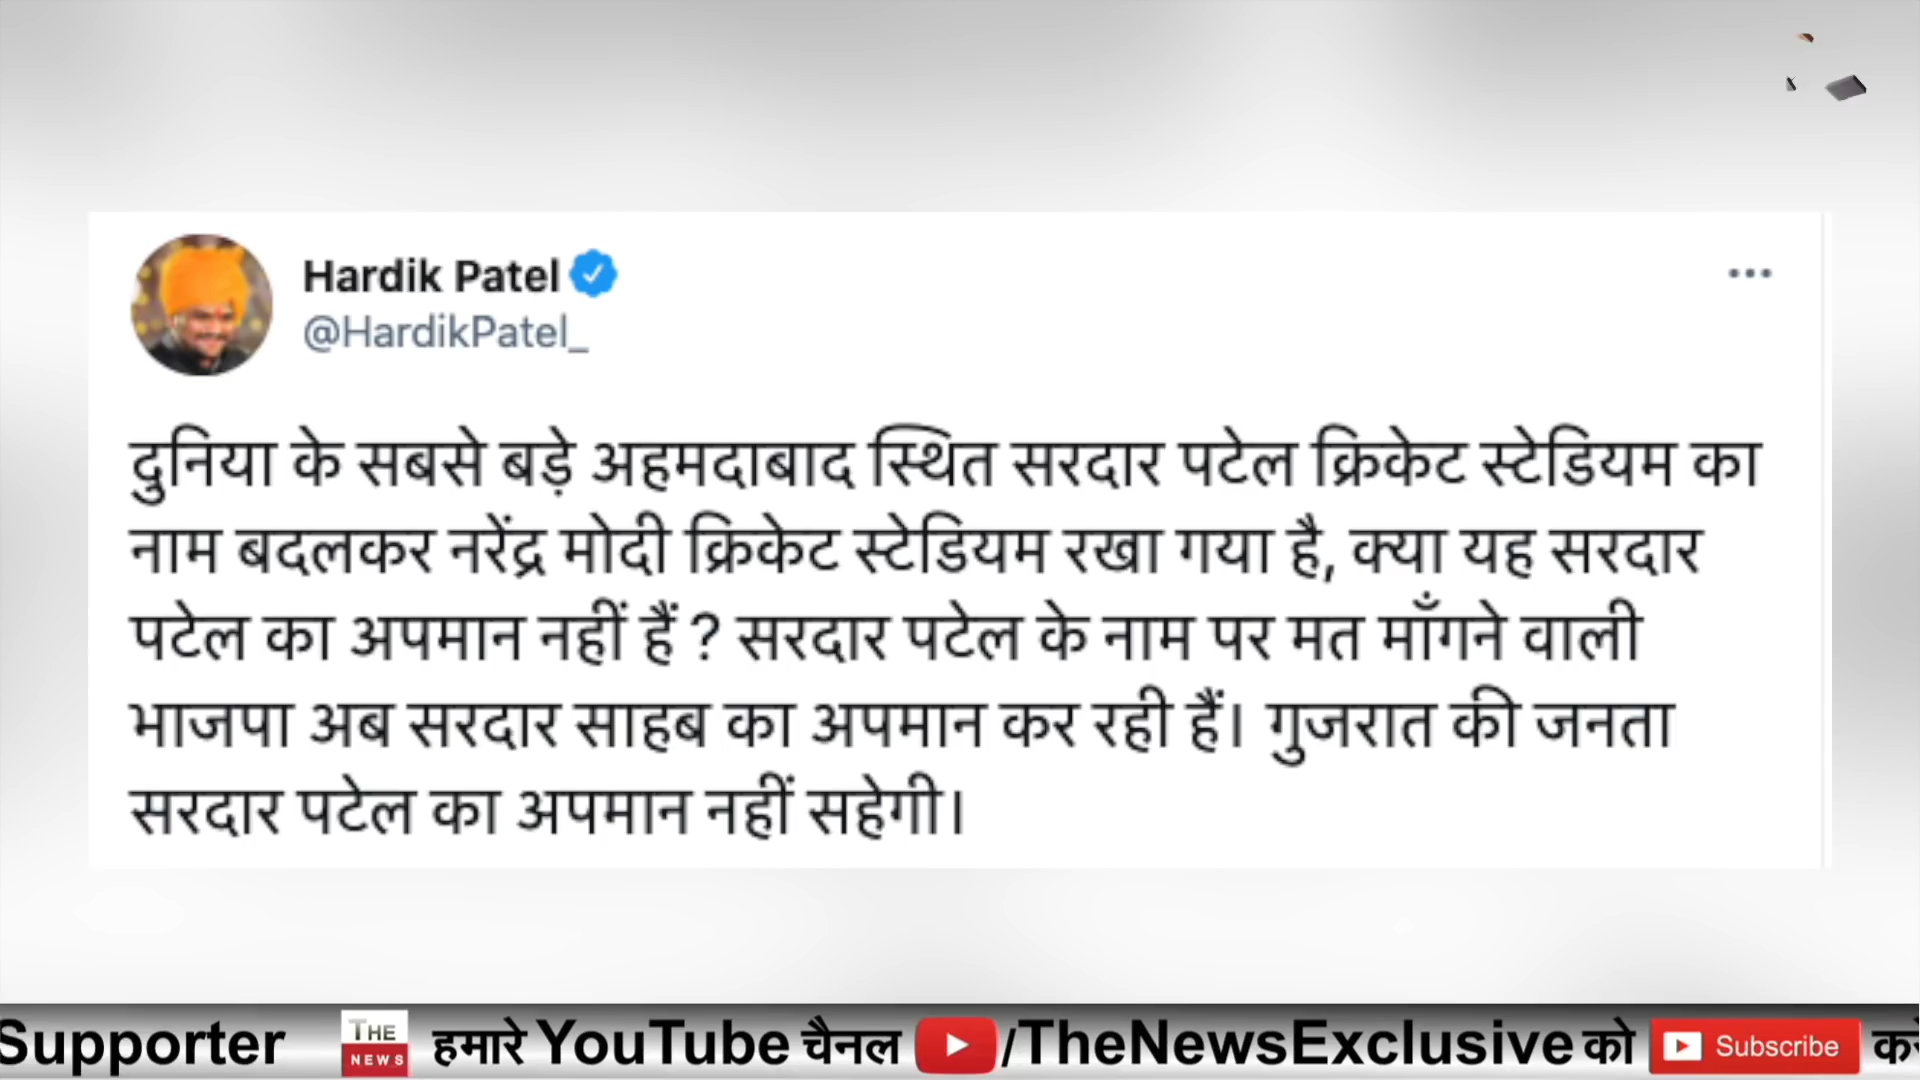 Hardik Patel
@HardikPatel_
दुनिया के सबसे बड़े अहमदाबाद स्थित सरदार पटेल क्रिकेट स्टेडियम का
नाम बदलकर नरेंद्र मोदी क्रिकेट स्टेडियम रखा गया है, क्या यह सरदार
पटेल का अपमान नहीं हैं ? सरदार पटेल के नाम पर मत माँगने वाली
भाजपा अब सरदार साहब का अपमान कर रही हैं। गुजरात की जनता
सरदार पटेल का अपमान नहीं सहेगी।
Supporter THE NEWS हमारे YouTube चैनल /TheNewsExclusive को Subscribe